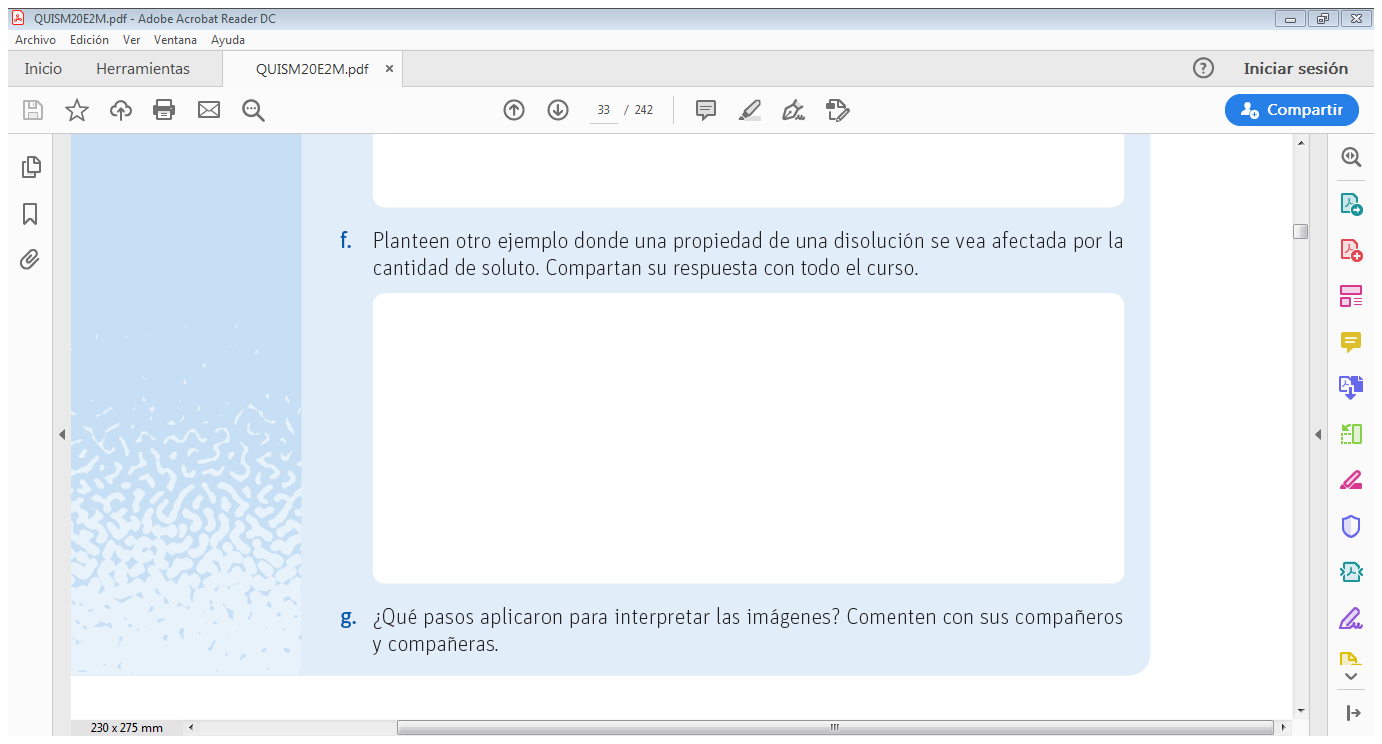 QUISM20E2M.pdf - Adobe Acrobat Reader DC
Archivo Edición Ver Ventana Ayuda
Inicio Herramientas QUISM20E2M.pdf × Iniciar sesión
33 / 242 Compartir
f. Planteen otro ejemplo donde una propiedad de una disolución se vea afectada por la
cantidad de soluto. Compartan su respuesta con todo el curso.
g. ¿Qué pasos aplicaron para interpretar las imágenes? Comenten con sus compañeros
y compañeras.
230 x 275 mm